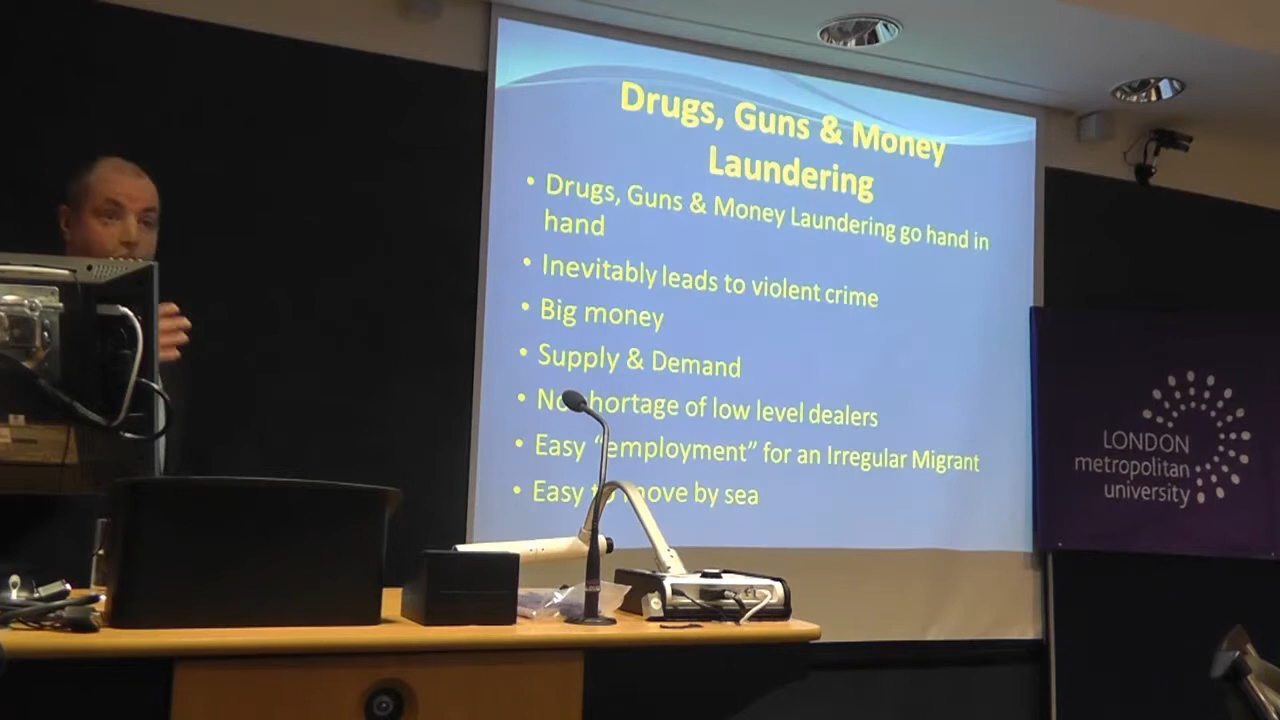 Drugs, Guns & Money
Laundering
• Drugs, Guns & Money Laundering go hand in
hand
• Inevitably leads to violent crime
• Big money
• Supply & Demand
• No shortage of low level dealers
• Easy “employment” for an Irregular Migrant
• Easy to move by sea
LONDON
metropolitan
university